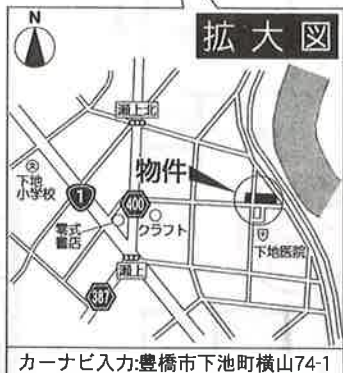 N
拡大図
瀬上北
下地
小学校
物件
1
400
零式
書店
クラフト
下地医院
瀬上
387
カーナビ入力:豊橋市下池町横山74-1